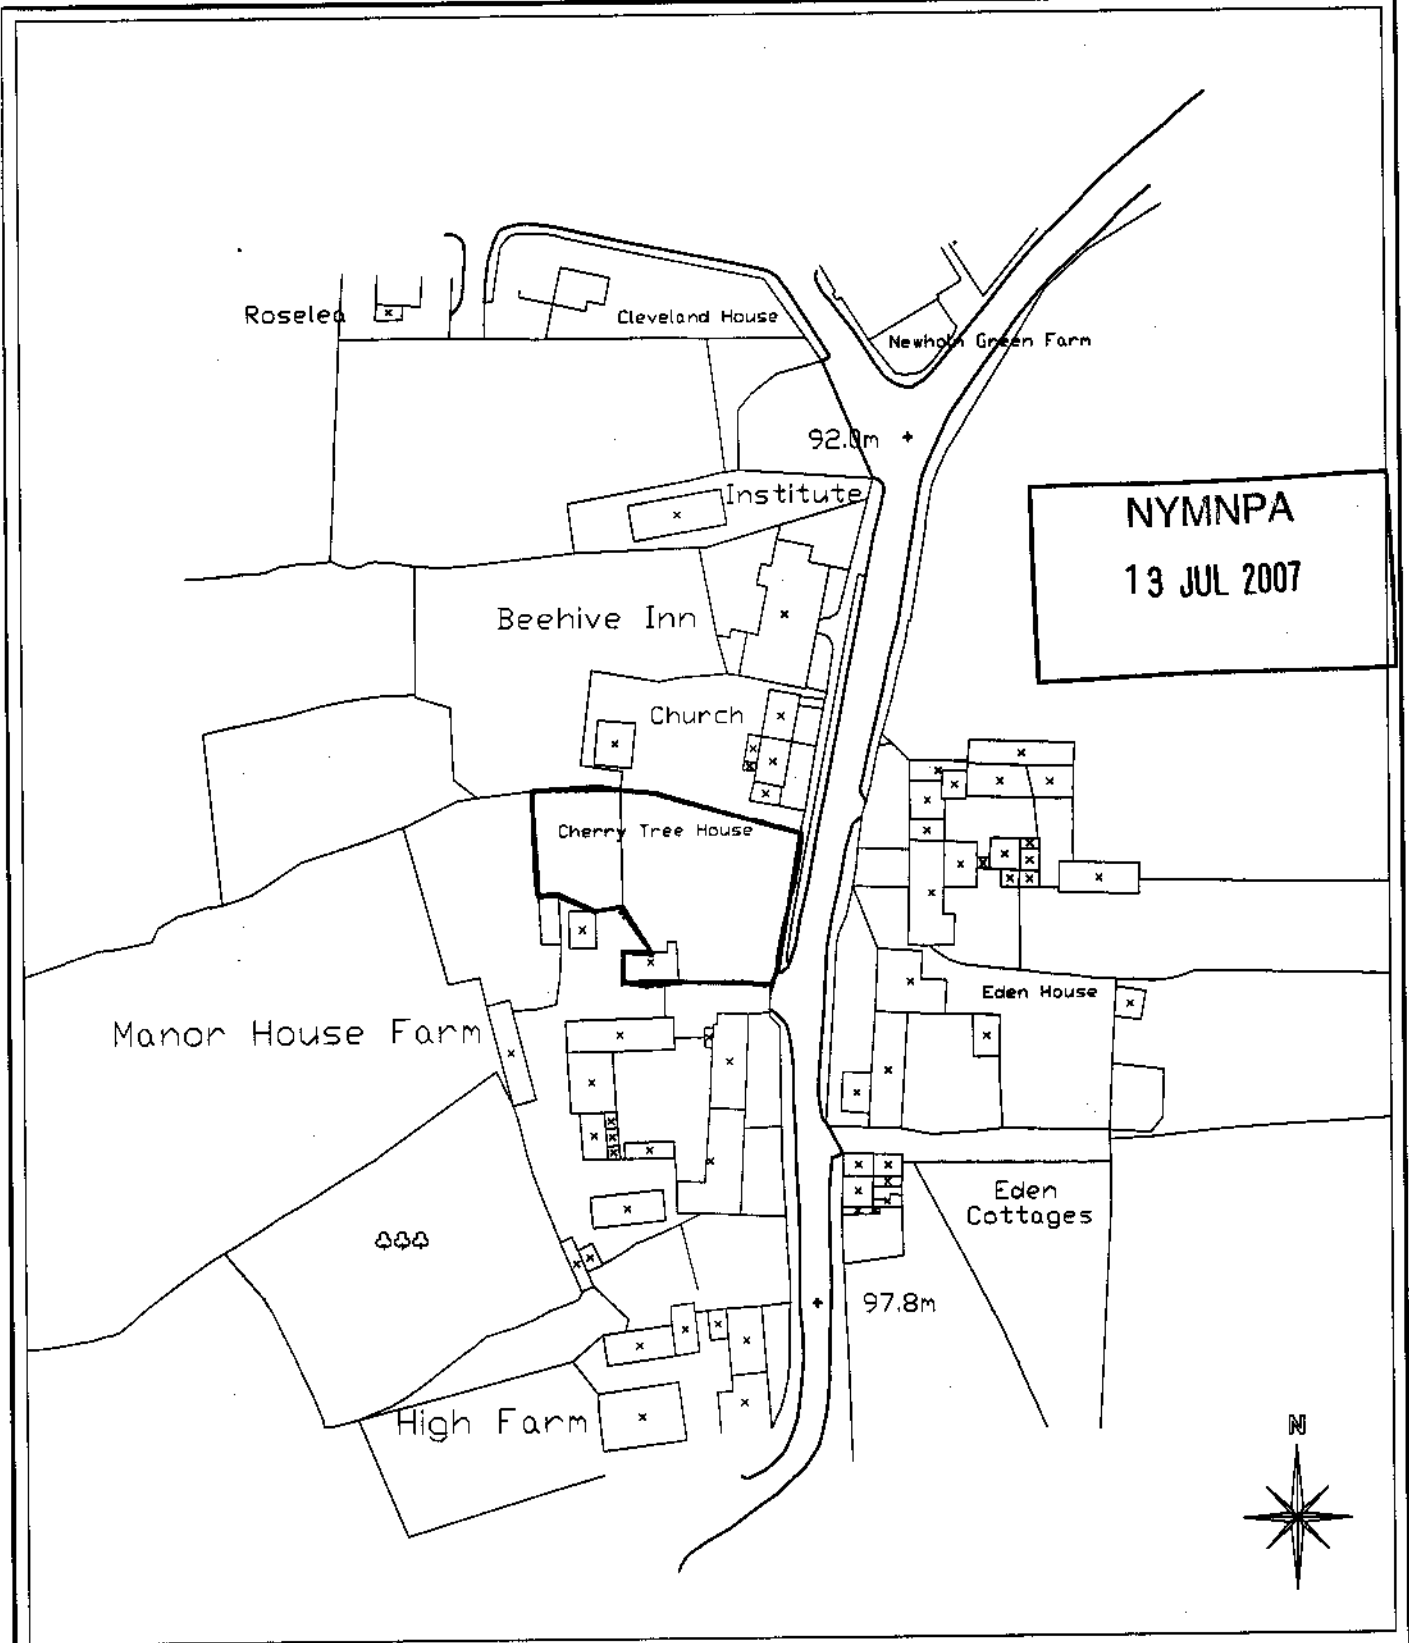 Roselea
Cleveland House
Newholm Green Farm
92.0m
Institute
NYMNPA
13 JUL 2007
Beehive Inn
Church
Cherry Tree House
Eden House
Manor House Farm
Eden
Cottages
97.8m
High Farm
N